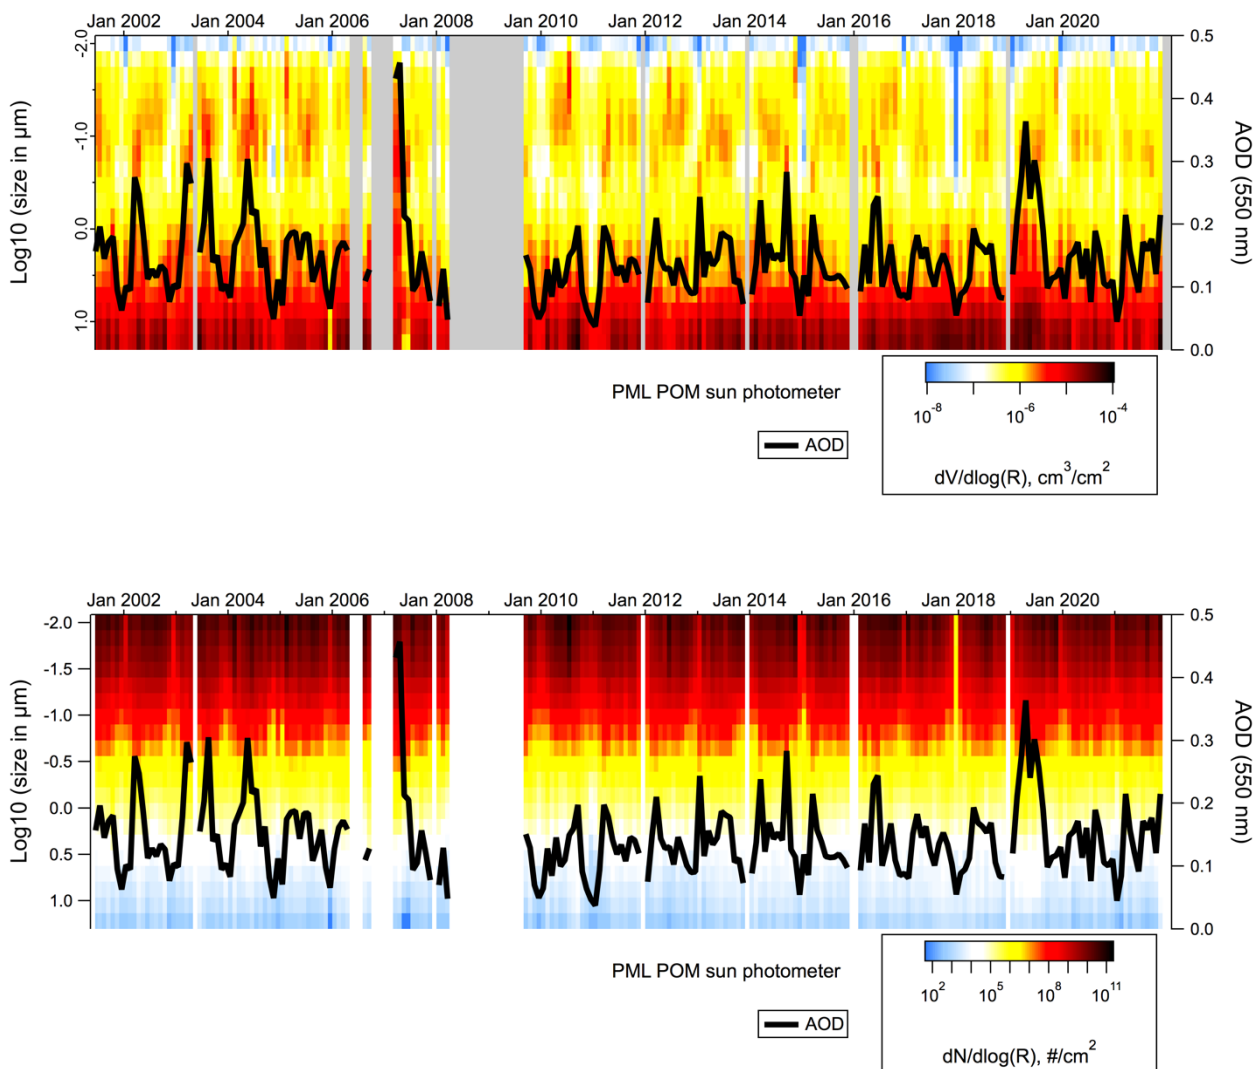 Jan 2002 Jan 2004 Jan 2006 Jan 2008 Jan 2010 Jan 2012 Jan 2014 Jan 2016 Jan 2018 Jan 2020
-2.0
-1.0
0.0
1.0
Log10 (size in µm)
0.5
0.4
0.3
0.2
0.1
0.0
AOD (550 nm)
PML POM sun photometer
AOD
10⁻⁸ 10⁻⁶ 10⁻⁴
dV/dlog(R), cm³/cm²
Jan 2002 Jan 2004 Jan 2006 Jan 2008 Jan 2010 Jan 2012 Jan 2014 Jan 2016 Jan 2018 Jan 2020
-2.0
-1.5
-1.0
-0.5
0.0
0.5
1.0
Log10 (size in µm)
0.5
0.4
0.3
0.2
0.1
0.0
AOD (550 nm)
PML POM sun photometer
AOD
10² 10⁵ 10⁸ 10¹¹
dN/dlog(R), #/cm²